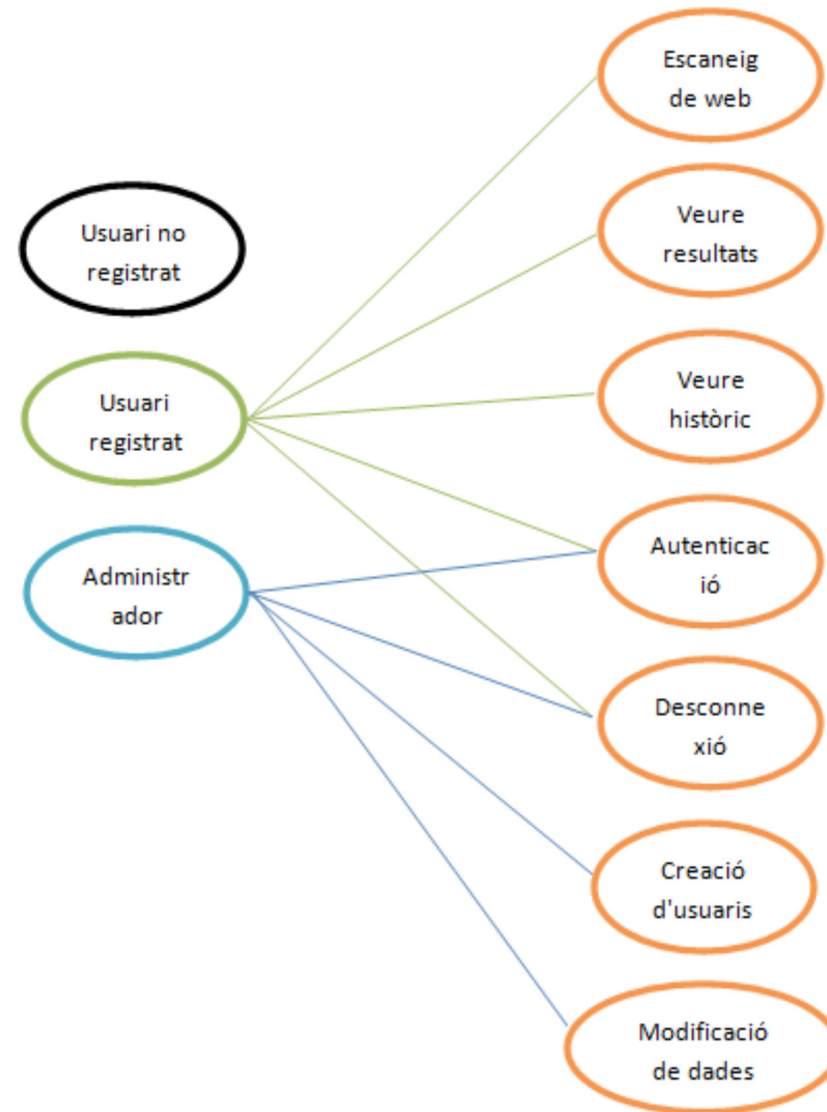 Usuari no
registrat
Usuari
registrat
Administr
ador
Escaneig
de web
Veure
resultats
Veure
històric
Autenticac
ió
Desconne
xió
Creació
d'usuaris
Modificació
de dades